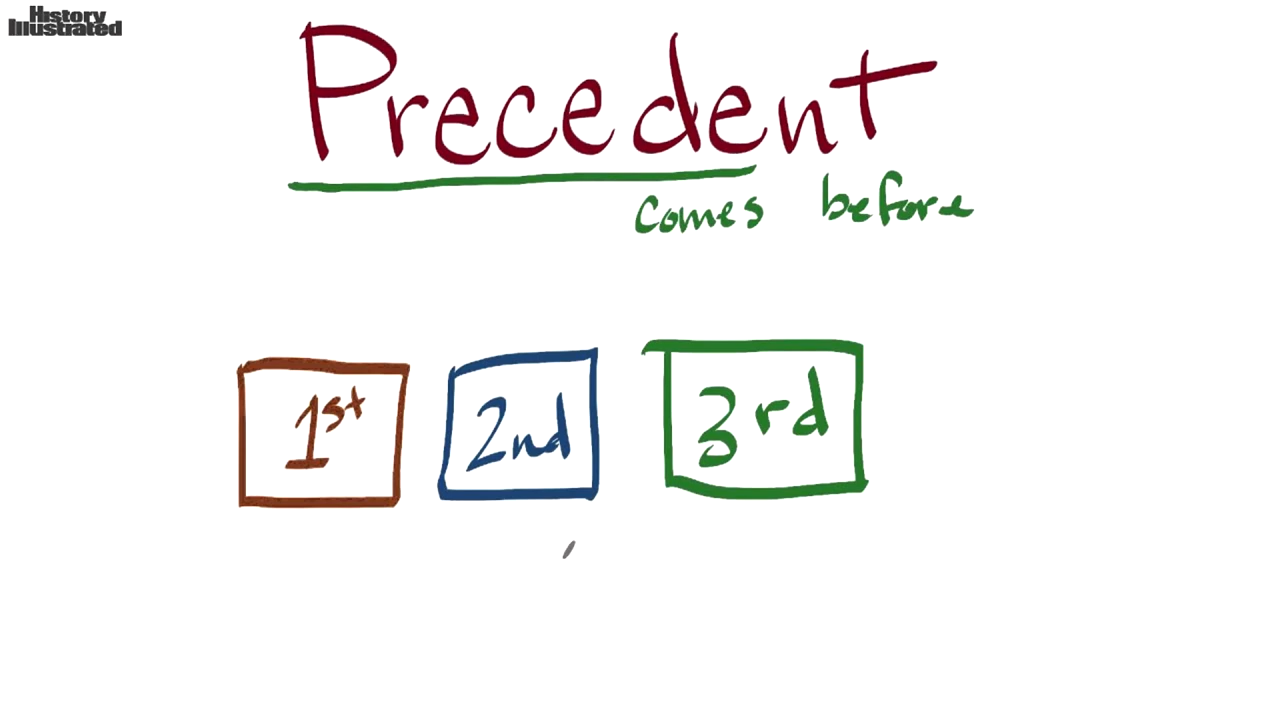 History
Illustrated
Precedent
comes before
1st 2nd 3rd